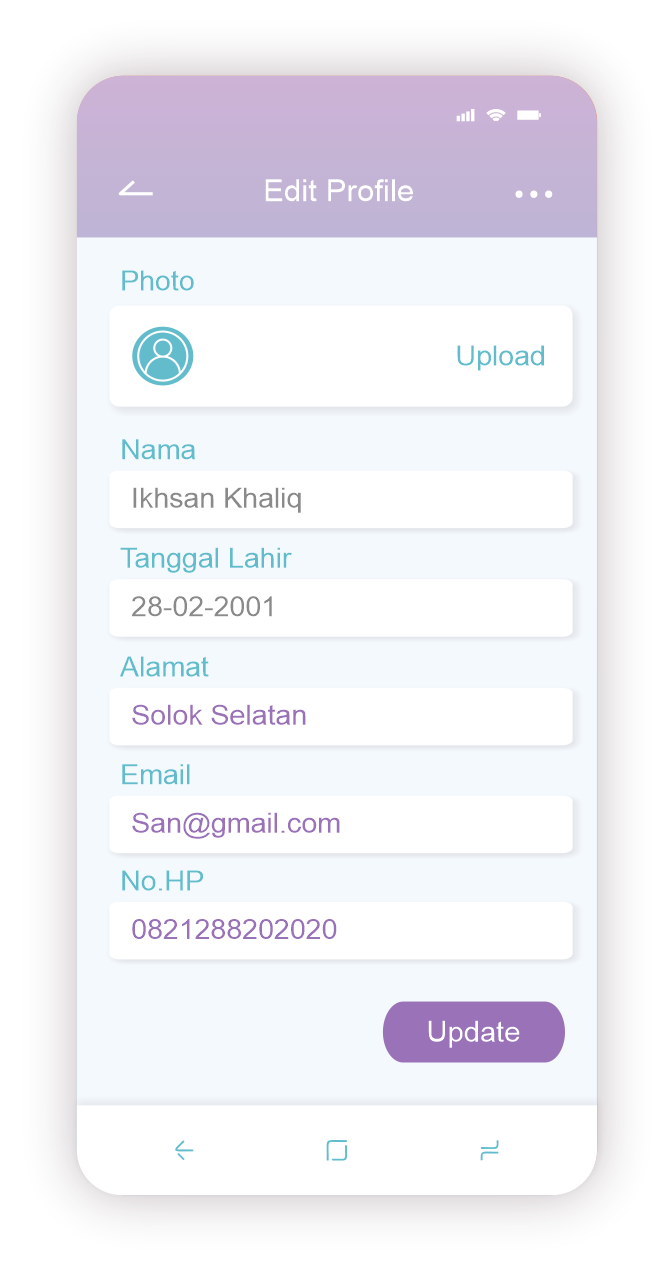 Edit Profile
Photo
Upload
Nama
Ikhsan Khaliq
Tanggal Lahir
28-02-2001
Alamat
Solok Selatan
Email
San@gmail.com
No.HP
0821288202020
Update